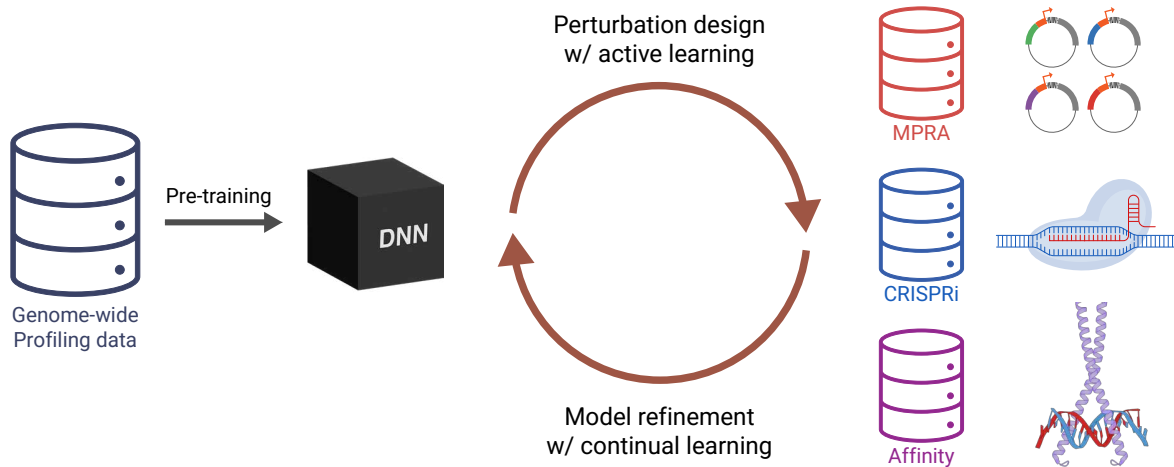 Perturbation design
w/ active learning
MPRA
Pre-training
DNN
Genome-wide
Profiling data
CRISPRi
Model refinement
w/ continual learning
Affinity